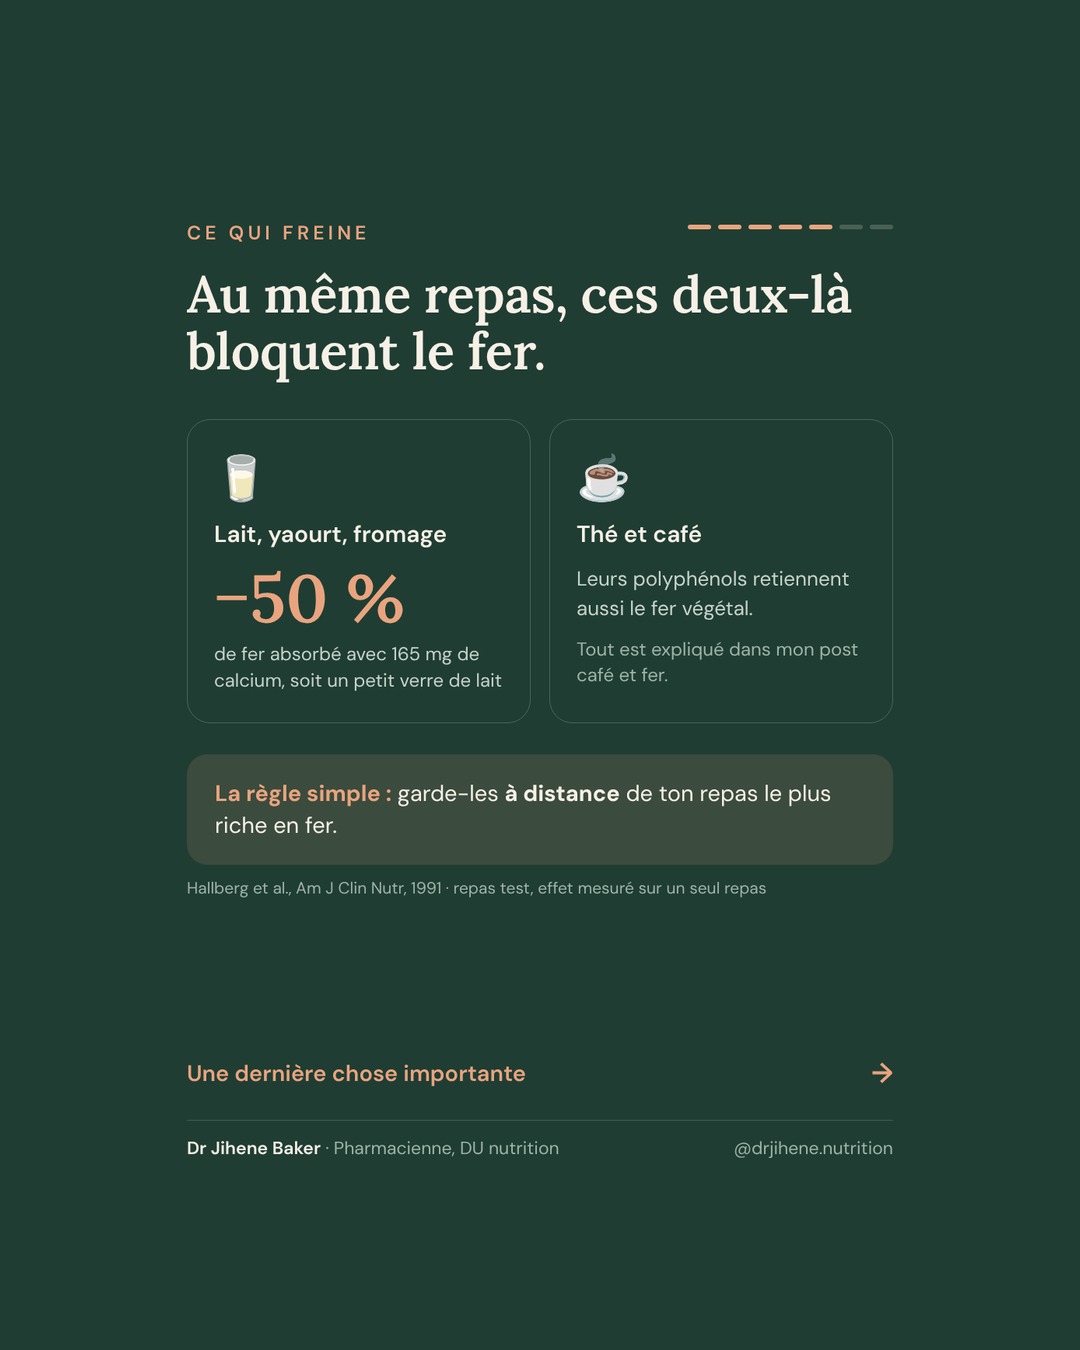 CE QUI FREINE
Au même repas, ces deux-là
bloquent le fer.
Lait, yaourt, fromage
−50 %
de fer absorbé avec 165 mg de
calcium, soit un petit verre de lait
Thé et café
Leurs polyphénols retiennent
aussi le fer végétal.
Tout est expliqué dans mon post
café et fer.
La règle simple : garde-les à distance de ton repas le plus
riche en fer.
Hallberg et al., Am J Clin Nutr, 1991 · repas test, effet mesuré sur un seul repas
Une dernière chose importante →
Dr Jihene Baker · Pharmacienne, DU nutrition
@drjihene.nutrition